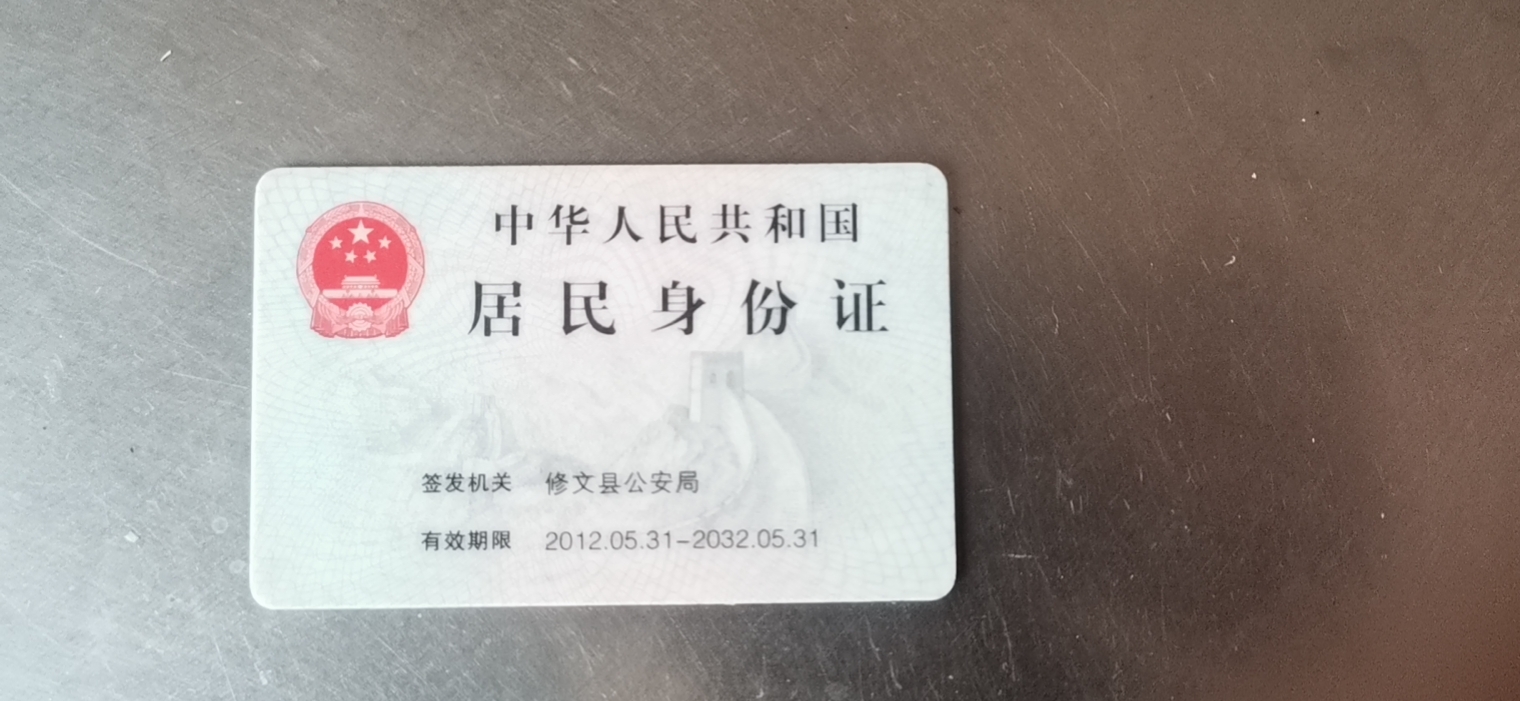 中华人民共和国
居民身份证
签发机关 修文县公安局
有效期限 2012.05.31-2032.05.31